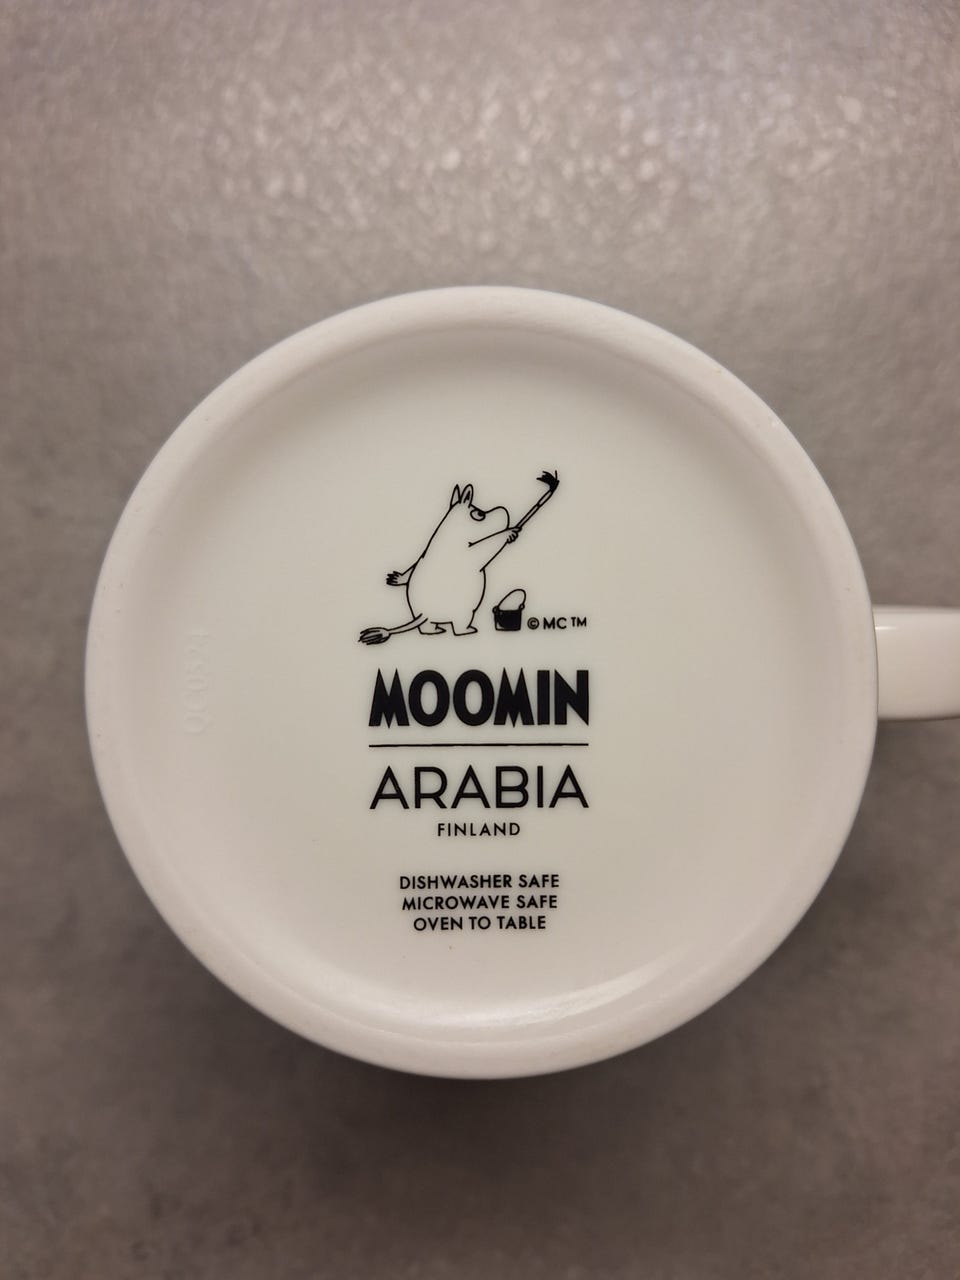 © MC ™
MOOMIN
ARABIA
FINLAND
DISHWASHER SAFE
MICROWAVE SAFE
OVEN TO TABLE